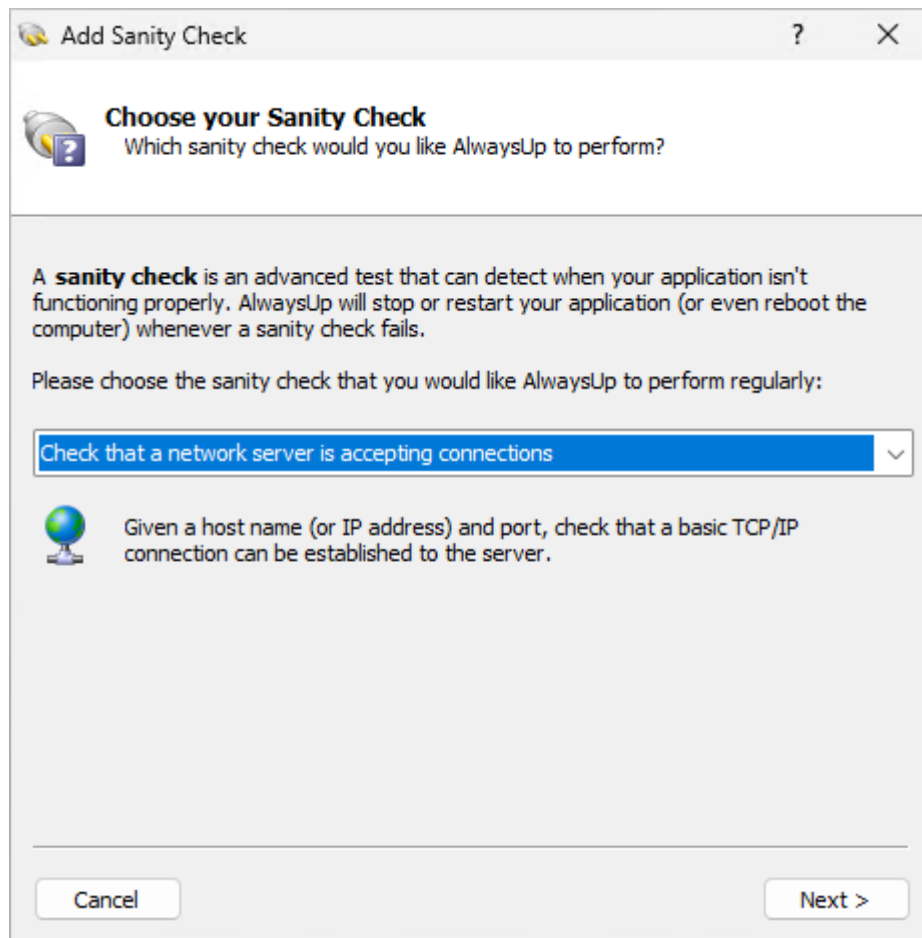 Add Sanity Check
?
Choose your Sanity Check
Which sanity check would you like AlwaysUp to perform?
?
A sanity check is an advanced test that can detect when your application isn't
functioning properly. AlwaysUp will stop or restart your application (or even reboot the
computer) whenever a sanity check fails.
Please choose the sanity check that you would like AlwaysUp to perform regularly:
Check that a network server is accepting connections
Given a host name (or IP address) and port, check that a basic TCP/IP
connection can be established to the server.
Cancel
Next >